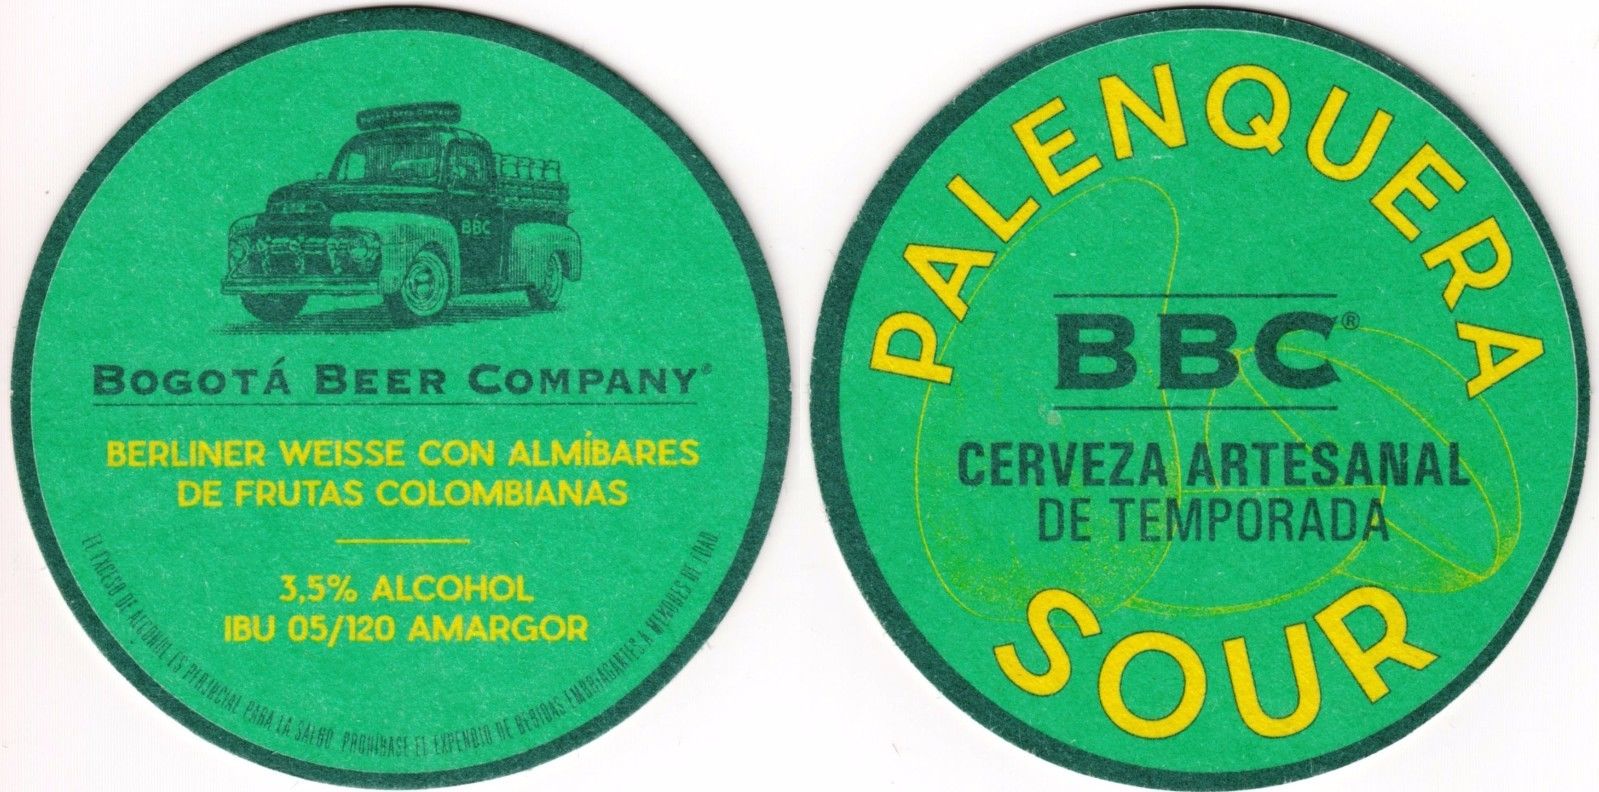 BBC
BOGOTÁ BEER COMPANY®
BERLINER WEISSE CON ALMÍBARES
DE FRUTAS COLOMBIANAS
3,5% ALCOHOL
IBU 05/120 AMARGOR
EL EXCESO DE ALCOHOL ES PERJUCIAL PARA LA SALUD. PROHÍBASE EL EXPENDIO DE BEBIDAS EMBRIAGANTES A MENORES DE EDAD
PALENQUERA
BBC®
CERVEZA ARTESANAL
DE TEMPORADA
SOUR